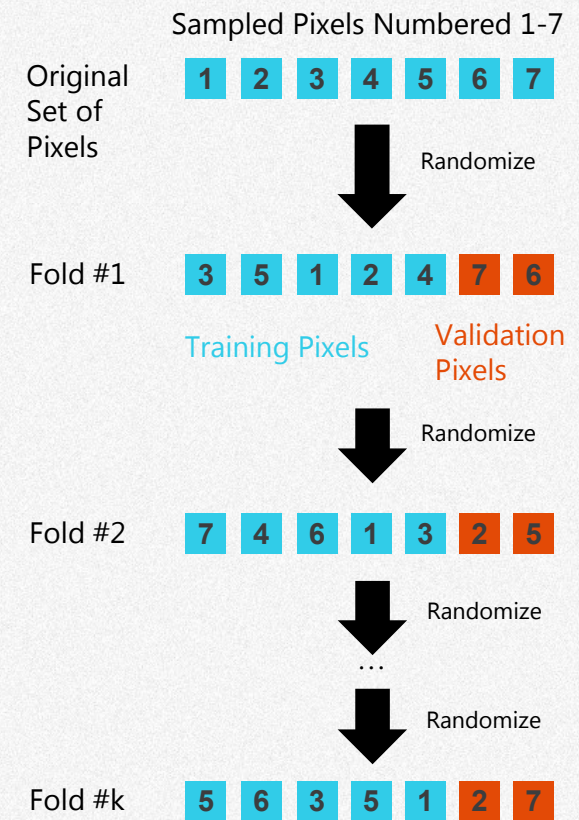 Sampled Pixels Numbered 1-7
Original
Set of
Pixels
1 2 3 4 5 6 7
Randomize
Fold #1 3 5 1 2 4 7 6
Training Pixels
Validation
Pixels
Randomize
Fold #2 7 4 6 1 3 2 5
Randomize
...
Randomize
Fold #k 5 6 3 5 1 2 7